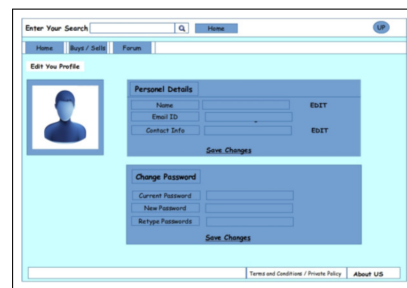 Enter Your Search Home UP
Home Buys / Sells Forum
Edit You Profile
Personel Details
Name EDIT
Email ID
Contact Info EDIT
Save Changes
Change Password
Current Password
New Password
Retype Passwords
Save Changes
Terms and Conditions / Private Policy About US